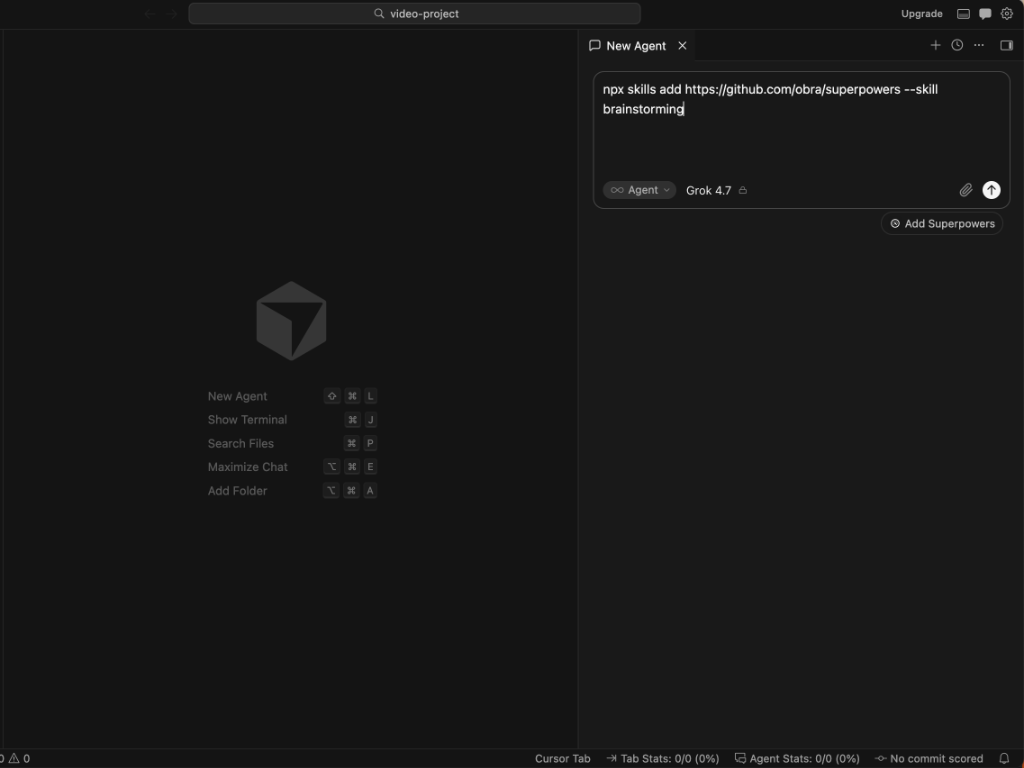 video-project
Upgrade
New Agent
npx skills add https://github.com/obra/superpowers --skill
brainstorming
Agent
Grok 4.7
Add Superpowers
New Agent ⇧ ⌘ L
Show Terminal ⌘ J
Search Files ⌘ P
Maximize Chat ⌥ ⌘ E
Add Folder ⌥ ⌘ A
0 0 Cursor Tab Tab Stats: 0/0 (0%) Agent Stats: 0/0 (0%) No commit scored